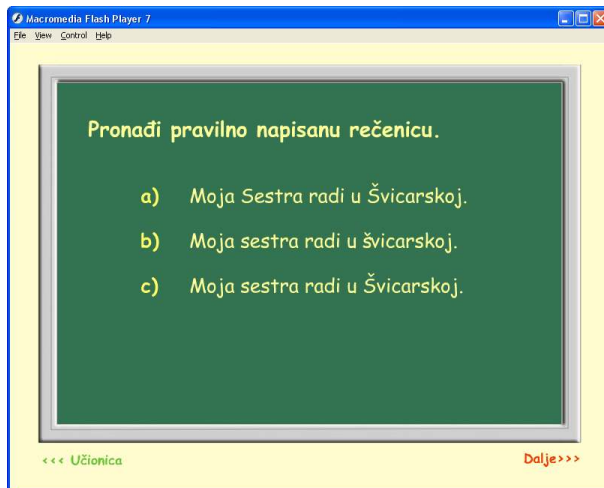 Macromedia Flash Player 7
File View Control Help
Pronađi pravilno napisanu rečenicu.
a) Moja Sestra radi u Švicarskoj.
b) Moja sestra radi u švicarskoj.
c) Moja sestra radi u Švicarskoj.
<<< Učionica
Dalje>>>